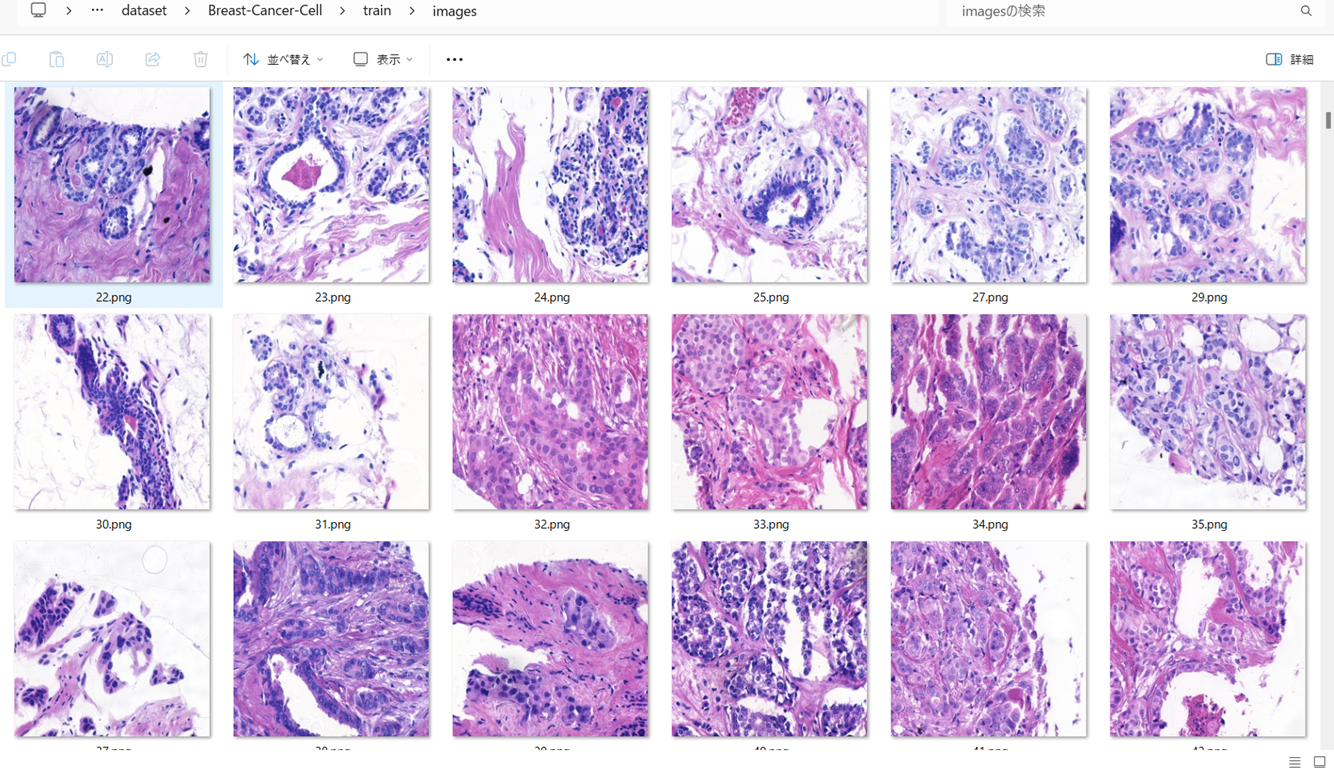 … dataset Breast-Cancer-Cell train images
imagesの検索
並べ替え 表示 詳細
22.png 23.png 24.png 25.png 27.png 29.png
30.png 31.png 32.png 33.png 34.png 35.png